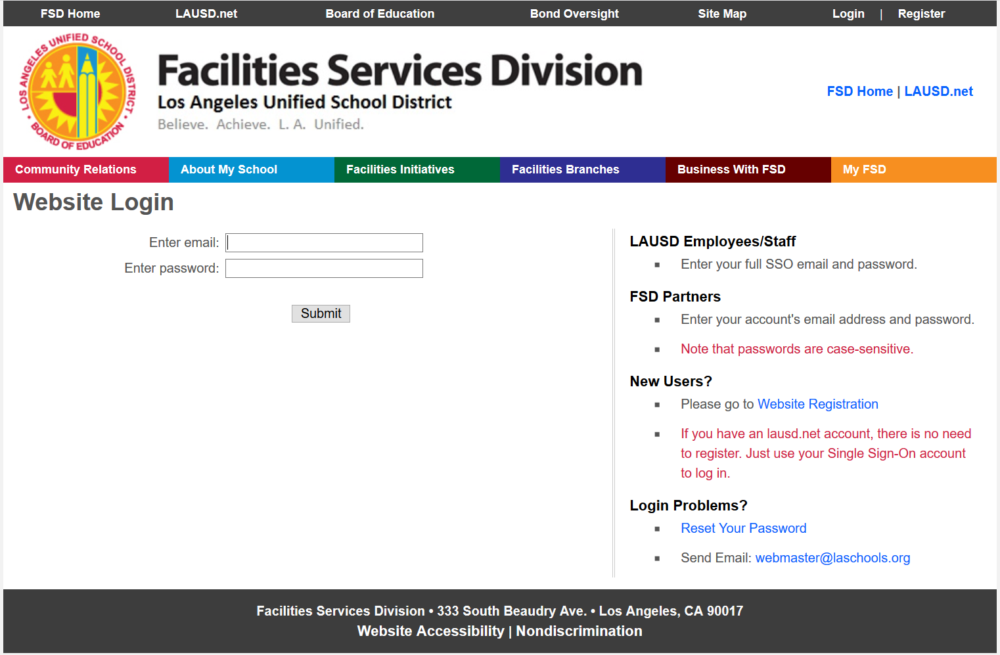 FSD Home LAUSD.net Board of Education Bond Oversight Site Map Login | Register
LOS ANGELES UNIFIED SCHOOL DISTRICT
• BOARD OF EDUCATION •
Facilities Services Division
Los Angeles Unified School District
Believe. Achieve. L. A. Unified.
FSD Home | LAUSD.net
Community Relations About My School Facilities Initiatives Facilities Branches Business With FSD My FSD
Website Login
Enter email:
Enter password:
Submit
LAUSD Employees/Staff
▪ Enter your full SSO email and password.
FSD Partners
▪ Enter your account's email address and password.
▪ Note that passwords are case-sensitive.
New Users?
▪ Please go to Website Registration
▪ If you have an lausd.net account, there is no need
to register. Just use your Single Sign-On account
to log in.
Login Problems?
▪ Reset Your Password
▪ Send Email: webmaster@laschools.org
Facilities Services Division • 333 South Beaudry Ave. • Los Angeles, CA 90017
Website Accessibility | Nondiscrimination